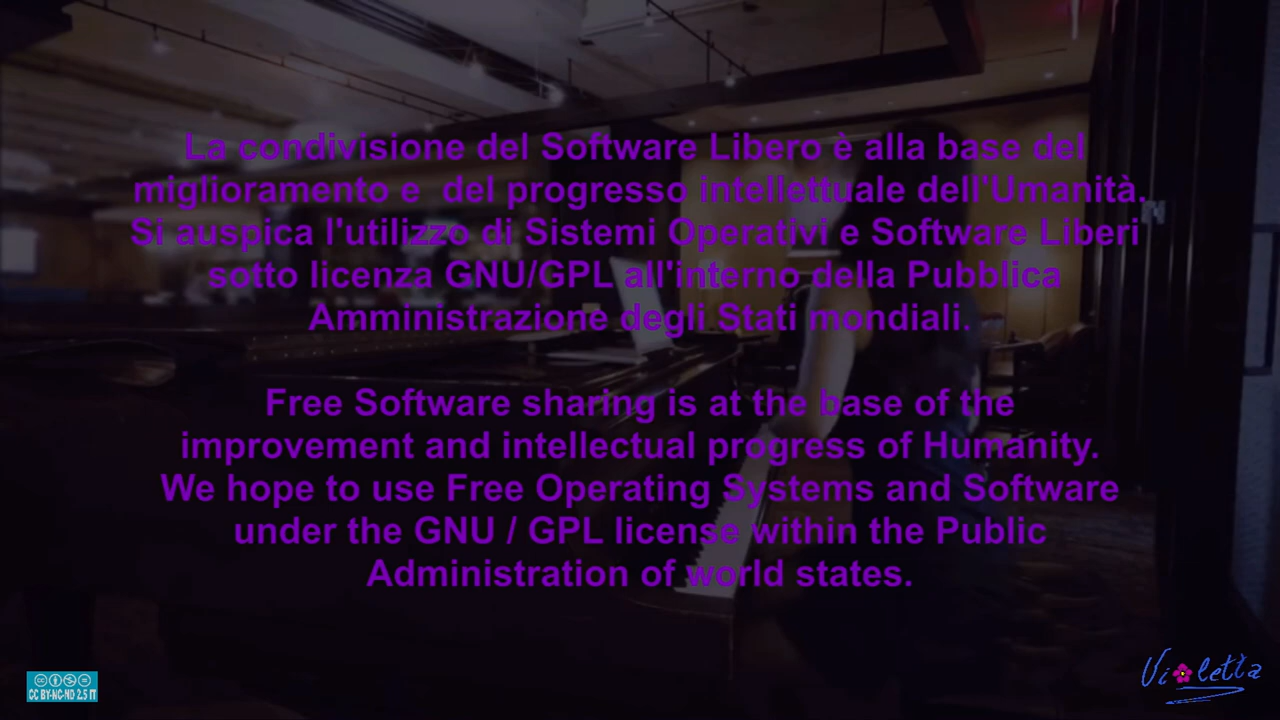 La condivisione del Software Libero è alla base del
miglioramento e  del progresso intellettuale dell'Umanità.
Si auspica l'utilizzo di Sistemi Operativi e Software Liberi
sotto licenza GNU/GPL all'interno della Pubblica
Amministrazione degli Stati mondiali.
Free Software sharing is at the base of the
improvement and intellectual progress of Humanity.
We hope to use Free Operating Systems and Software
under the GNU / GPL license within the Public
Administration of world states.
CC BY-NC-ND 2.5 IT
Violetta